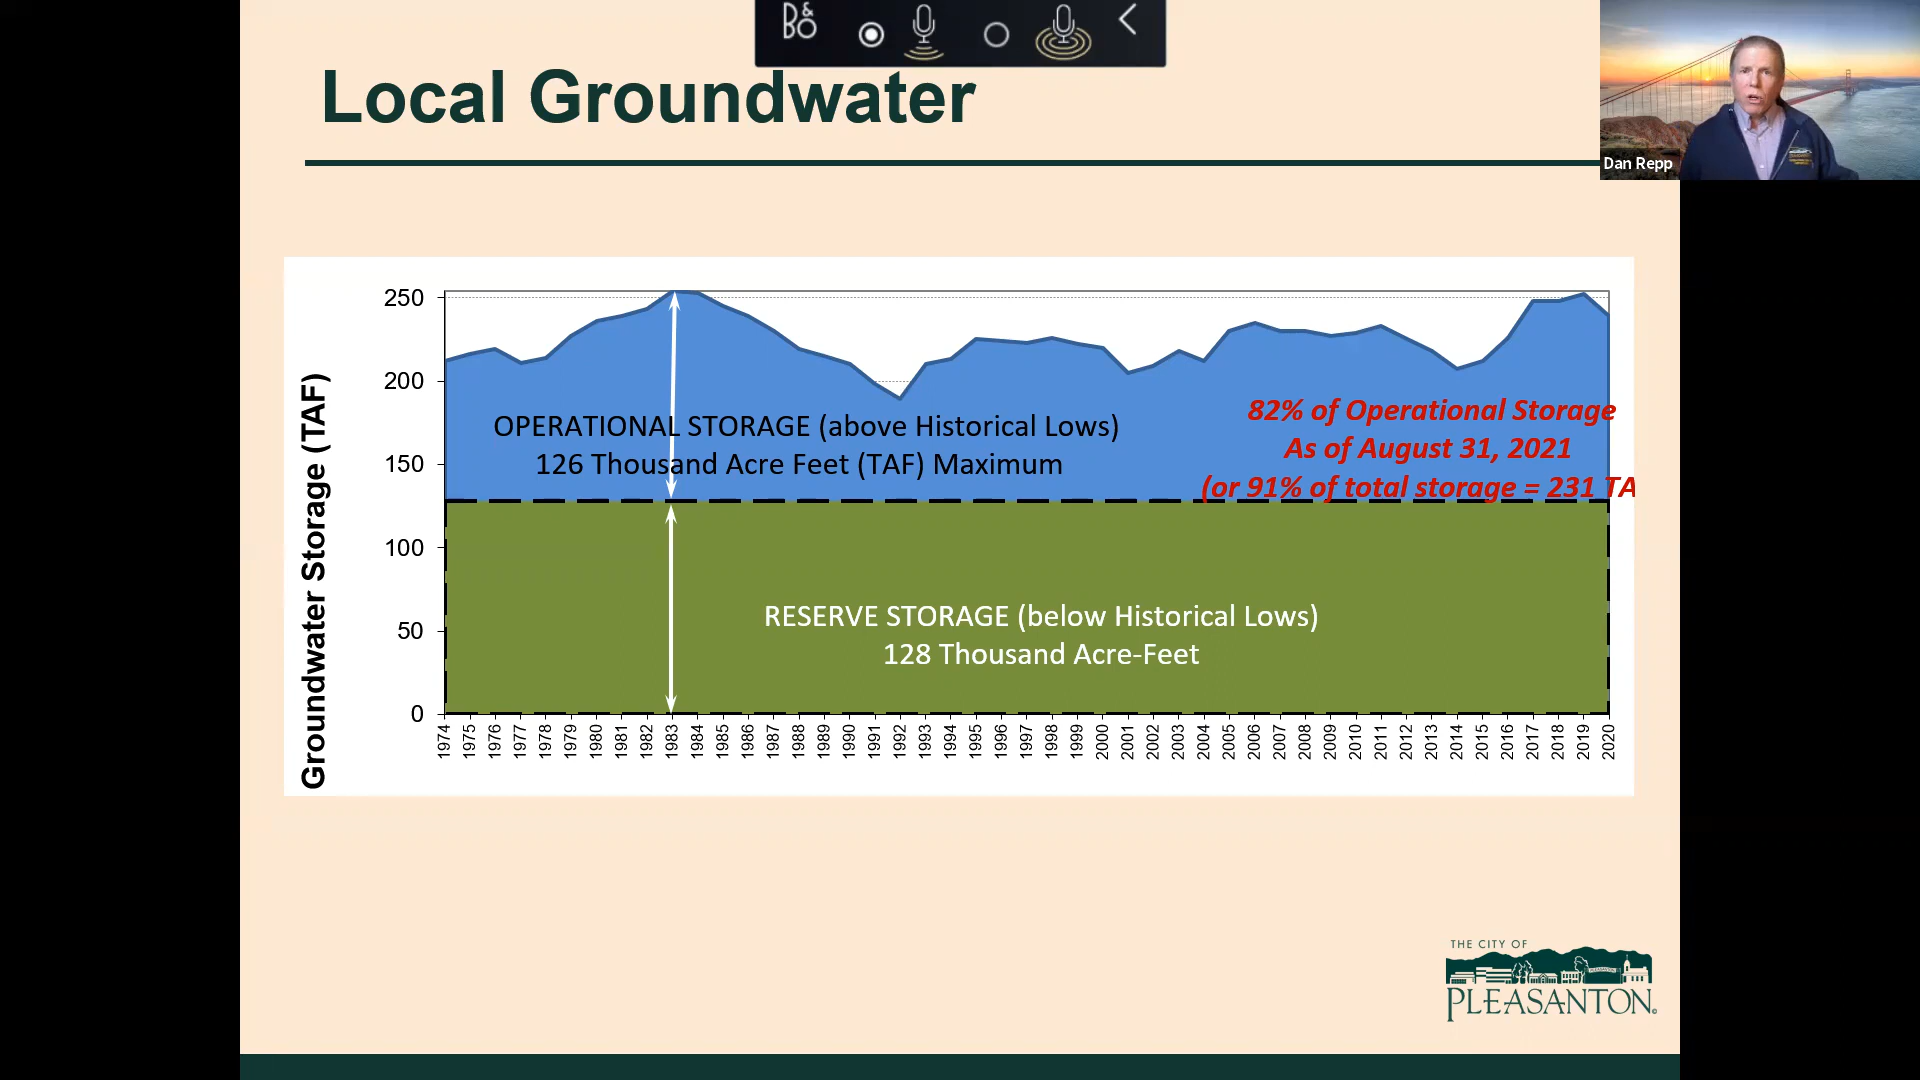 B&O
Local Groundwater
Dan Repp
Groundwater Storage (TAF)
250
200
150
100
50
0
OPERATIONAL STORAGE (above Historical Lows)
126 Thousand Acre Feet (TAF) Maximum
82% of Operational Storage
As of August 31, 2021
(or 91% of total storage = 231 TA
RESERVE STORAGE (below Historical Lows)
128 Thousand Acre-Feet
1974 1975 1976 1977 1978 1979 1980 1981 1982 1983 1984 1985 1986 1987 1988 1989 1990 1991 1992 1993 1994 1995 1996 1997 1998 1999 2000 2001 2002 2003 2004 2005 2006 2007 2008 2009 2010 2011 2012 2013 2014 2015 2016 2017 2018 2019 2020
THE CITY OF
PLEASANTON